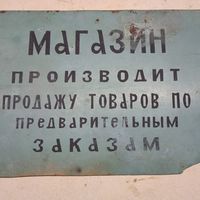 МАГАЗИН
ПРОИЗВОДИТ
ПРОДАЖУ ТОВАРОВ ПО
ПРЕДВАРИТЕЛЬНЫМ
ЗАКАЗАМ